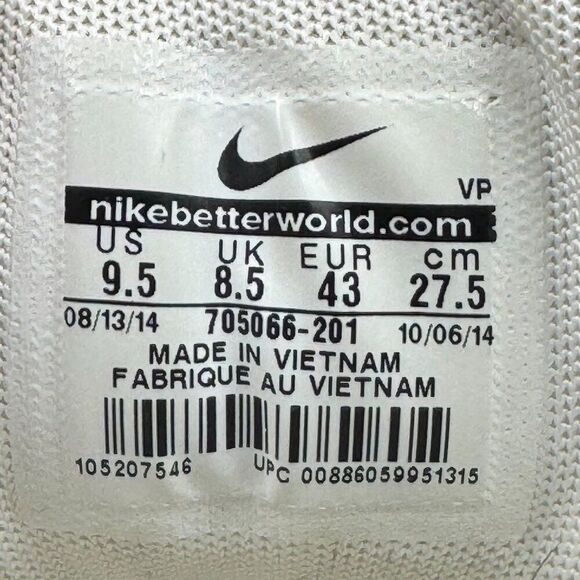 VP
nikebetterworld.com
US UK EUR cm
9.5 8.5 43 27.5
08/13/14 705066-201 10/06/14
MADE IN VIETNAM
FABRIQUE AU VIETNAM
105207546 UPC 00886059951315